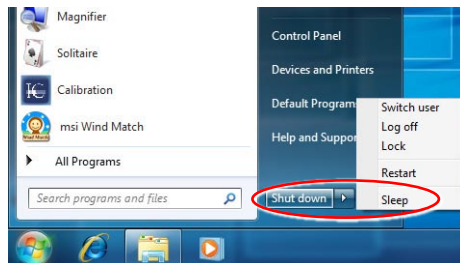 Magnifier
Solitaire
Calibration
msi Wind Match
All Programs
Search programs and files
Control Panel
Devices and Printers
Default Program
Help and Suppor
Shut down
Switch user
Log off
Lock
Restart
Sleep